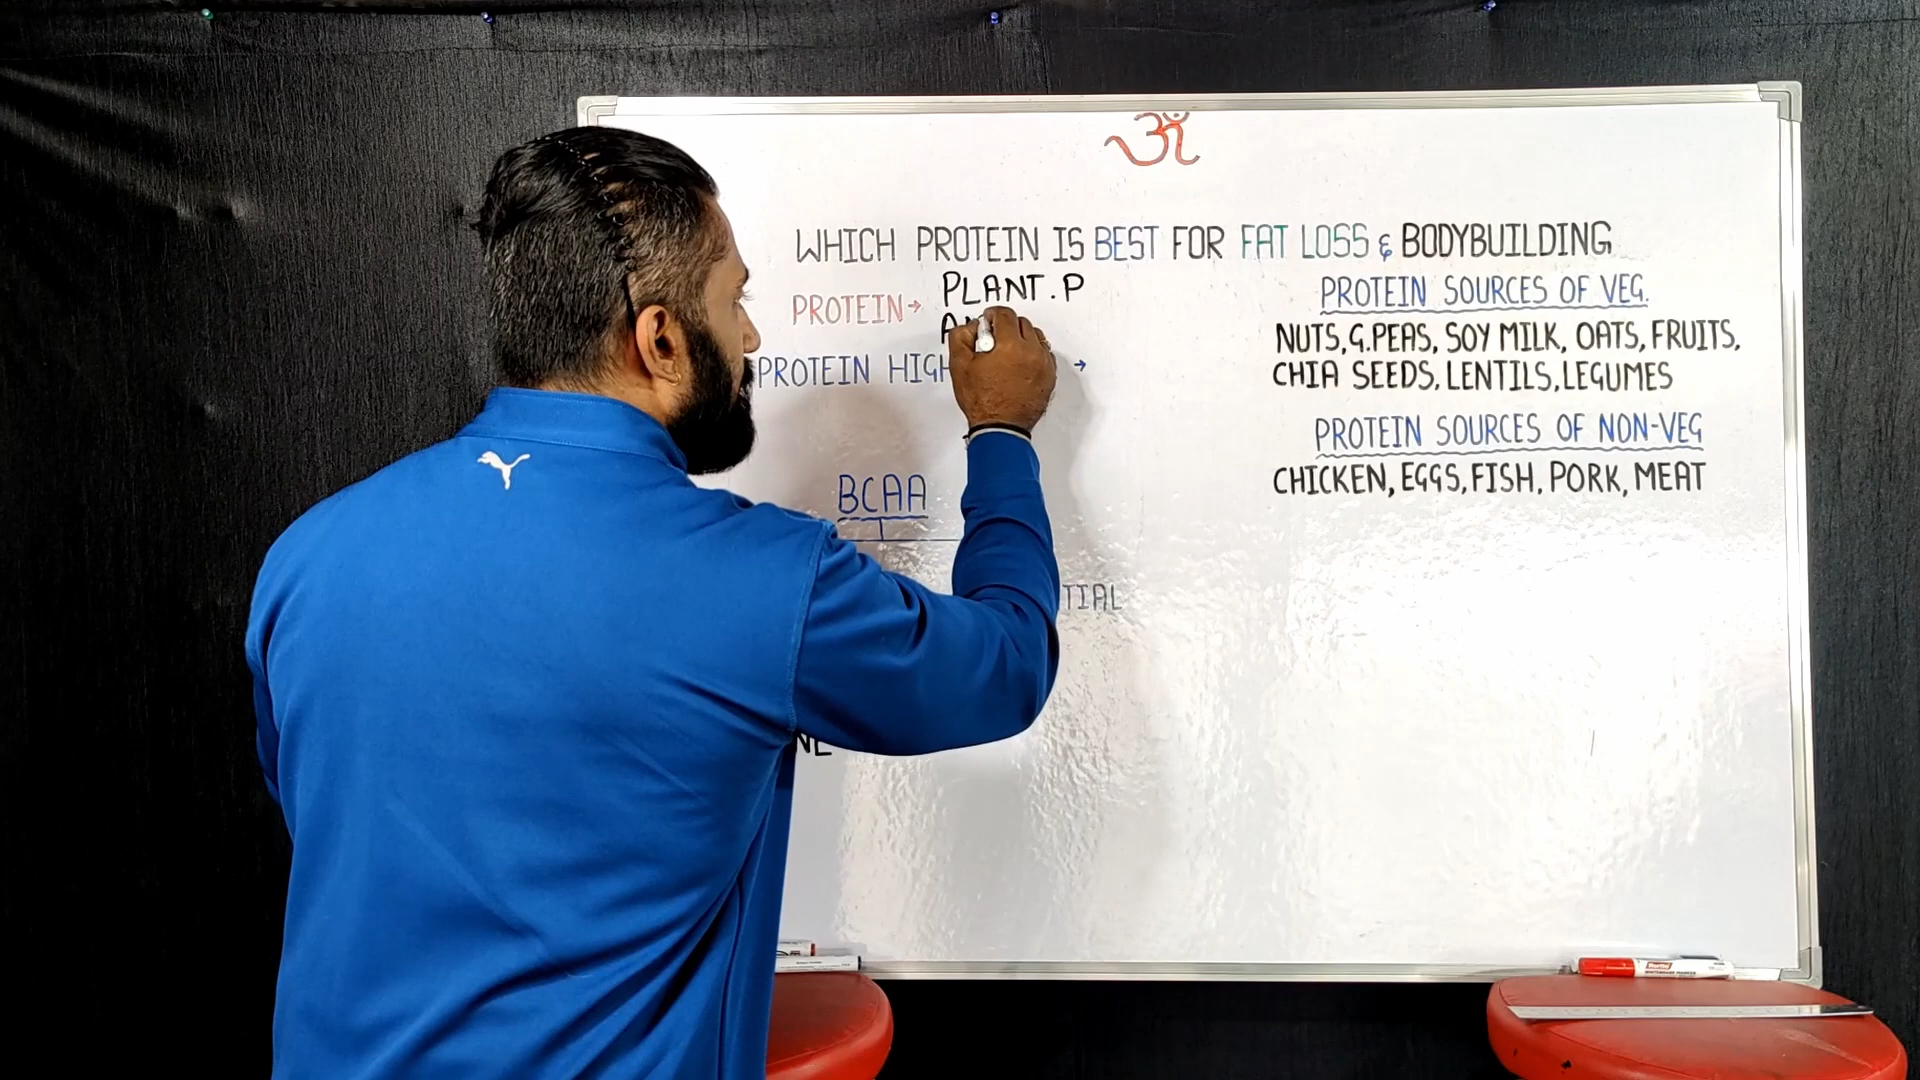 ॐ
WHICH PROTEIN IS BEST FOR FAT LOSS & BODYBUILDING
PROTEIN→ PLANT.P
PROTEIN HIGH →
BCAA
PROTEIN SOURCES OF VEG.
NUTS,G.PEAS, SOY MILK, OATS, FRUITS,
CHIA SEEDS, LENTILS, LEGUMES
PROTEIN SOURCES OF NON-VEG
CHICKEN, EGGS, FISH, PORK, MEAT